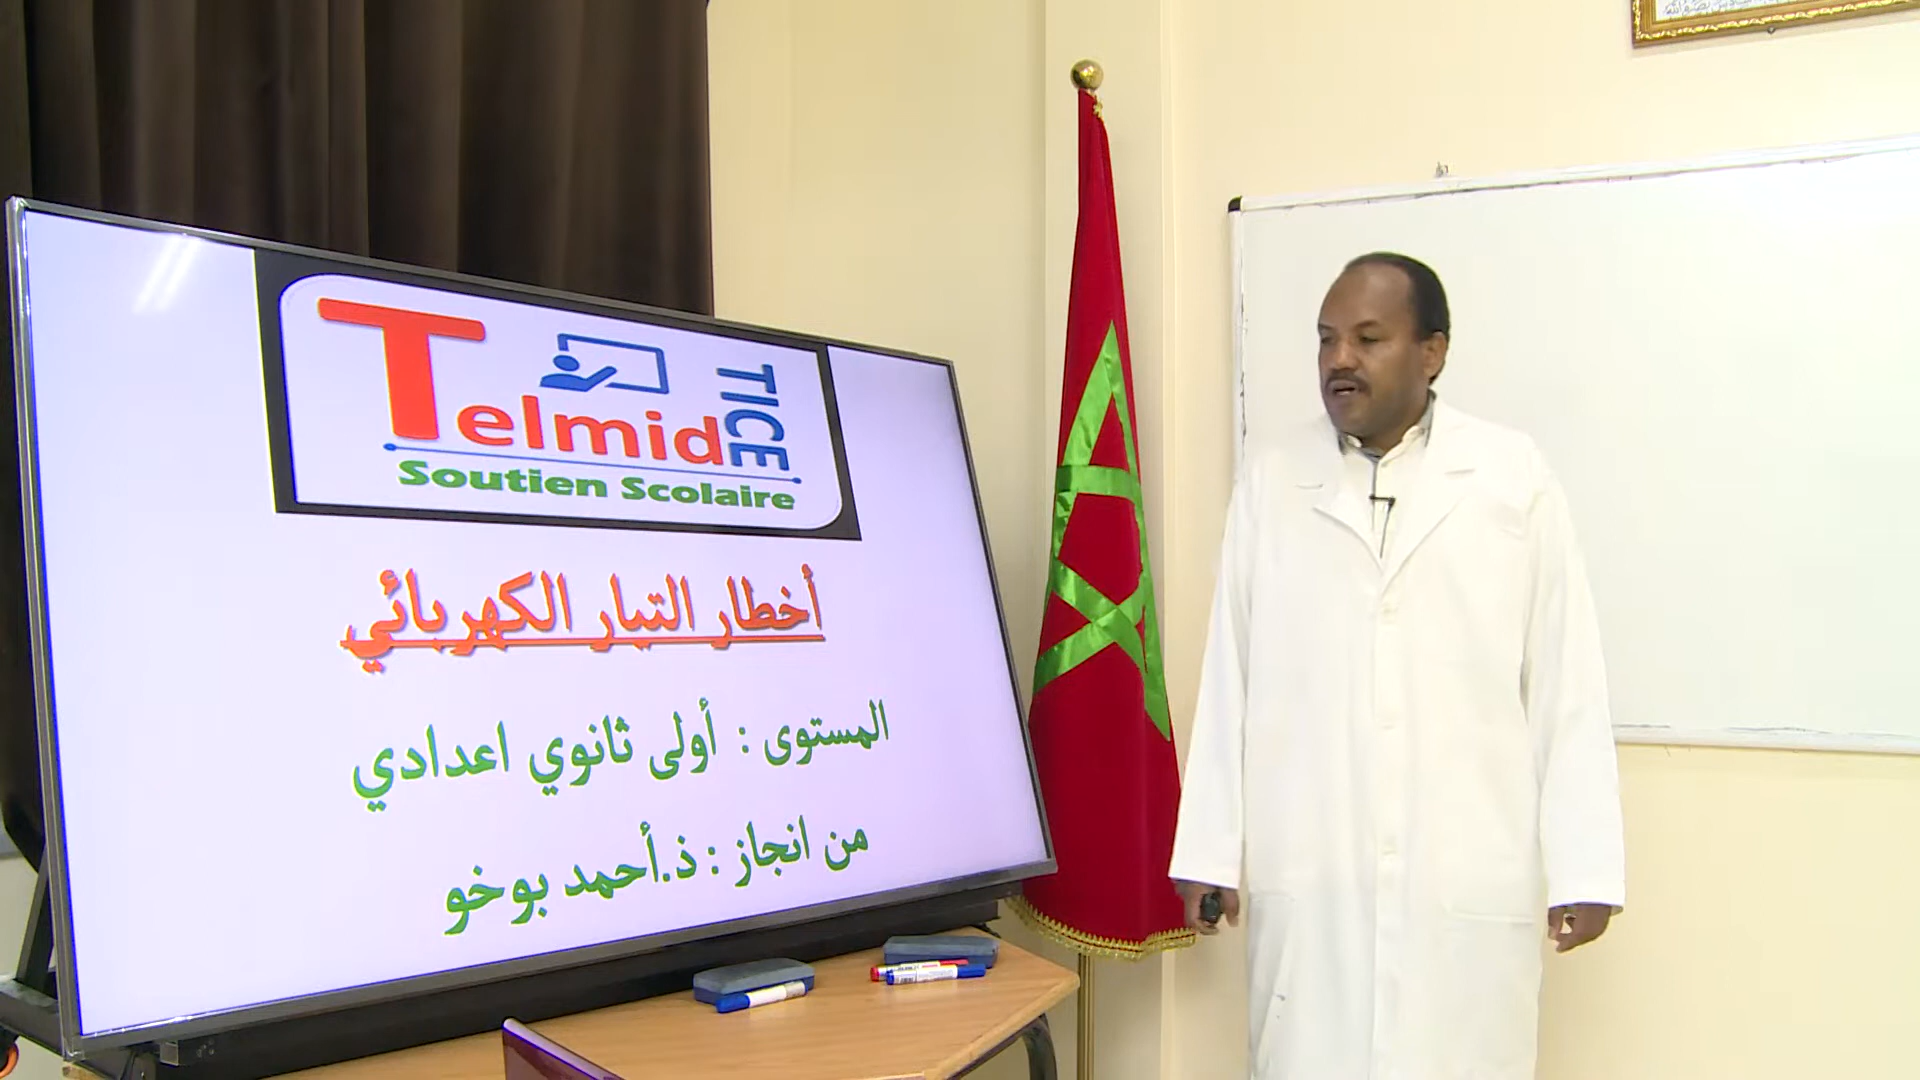 Telmid TICE
Soutien Scolaire
أخطار التيار الكهربائي
المستوى : أولى ثانوي اعدادي
من انجاز : ذ.أحمد بوخو